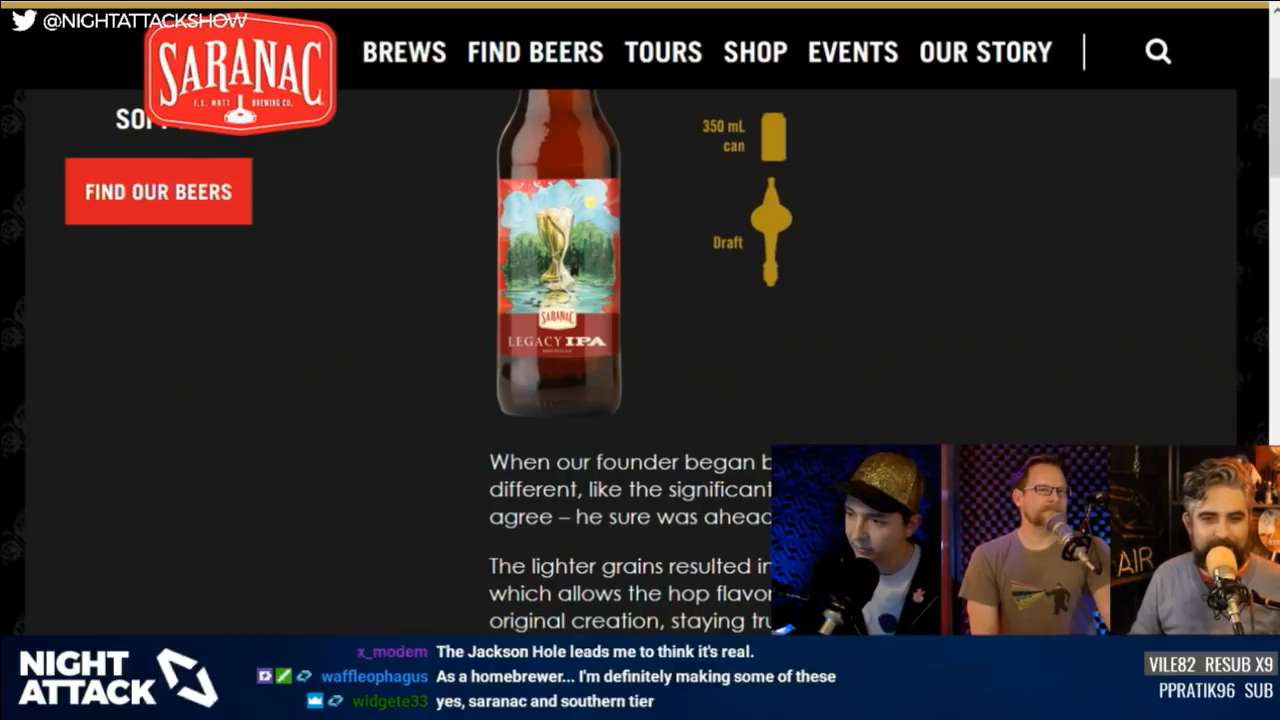 @NIGHTATTACKSHOW
SARANAC
F.X. MATT BREWING CO.
BREWS FIND BEERS TOURS SHOP EVENTS OUR STORY
FIND OUR BEERS
350 mL
can
Draft
SARANAC
LEGACY IPA
When our founder began b
different, like the significant
agree – he sure was ahead
The lighter grains resulted in
which allows the hop flavor
original creation, staying tru
AIR
NIGHT
ATTACK
x_modem The Jackson Hole leads me to think it's real.
waffleophagus As a homebrewer... I'm definitely making some of these
widgete33 yes, saranac and southern tier
VILE82 RESUB X9
PPRATIK96 SUB